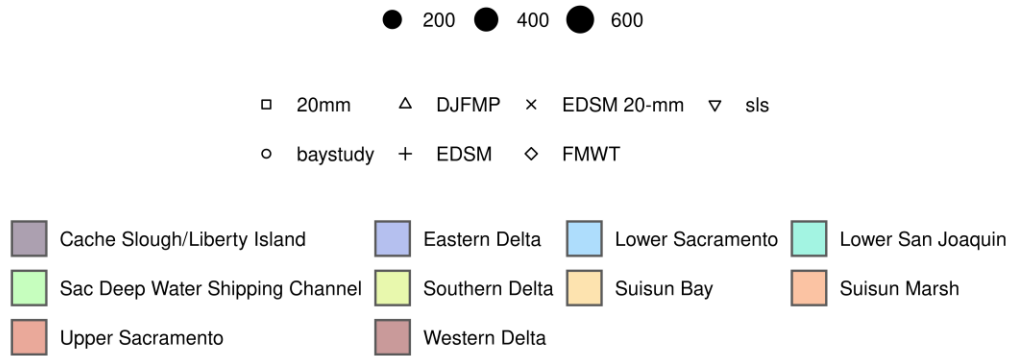 200 400 600
20mm DJFMP EDSM 20-mm sls
baystudy EDSM FMWT
Cache Slough/Liberty Island Eastern Delta Lower Sacramento Lower San Joaquin
Sac Deep Water Shipping Channel Southern Delta Suisun Bay Suisun Marsh
Upper Sacramento Western Delta